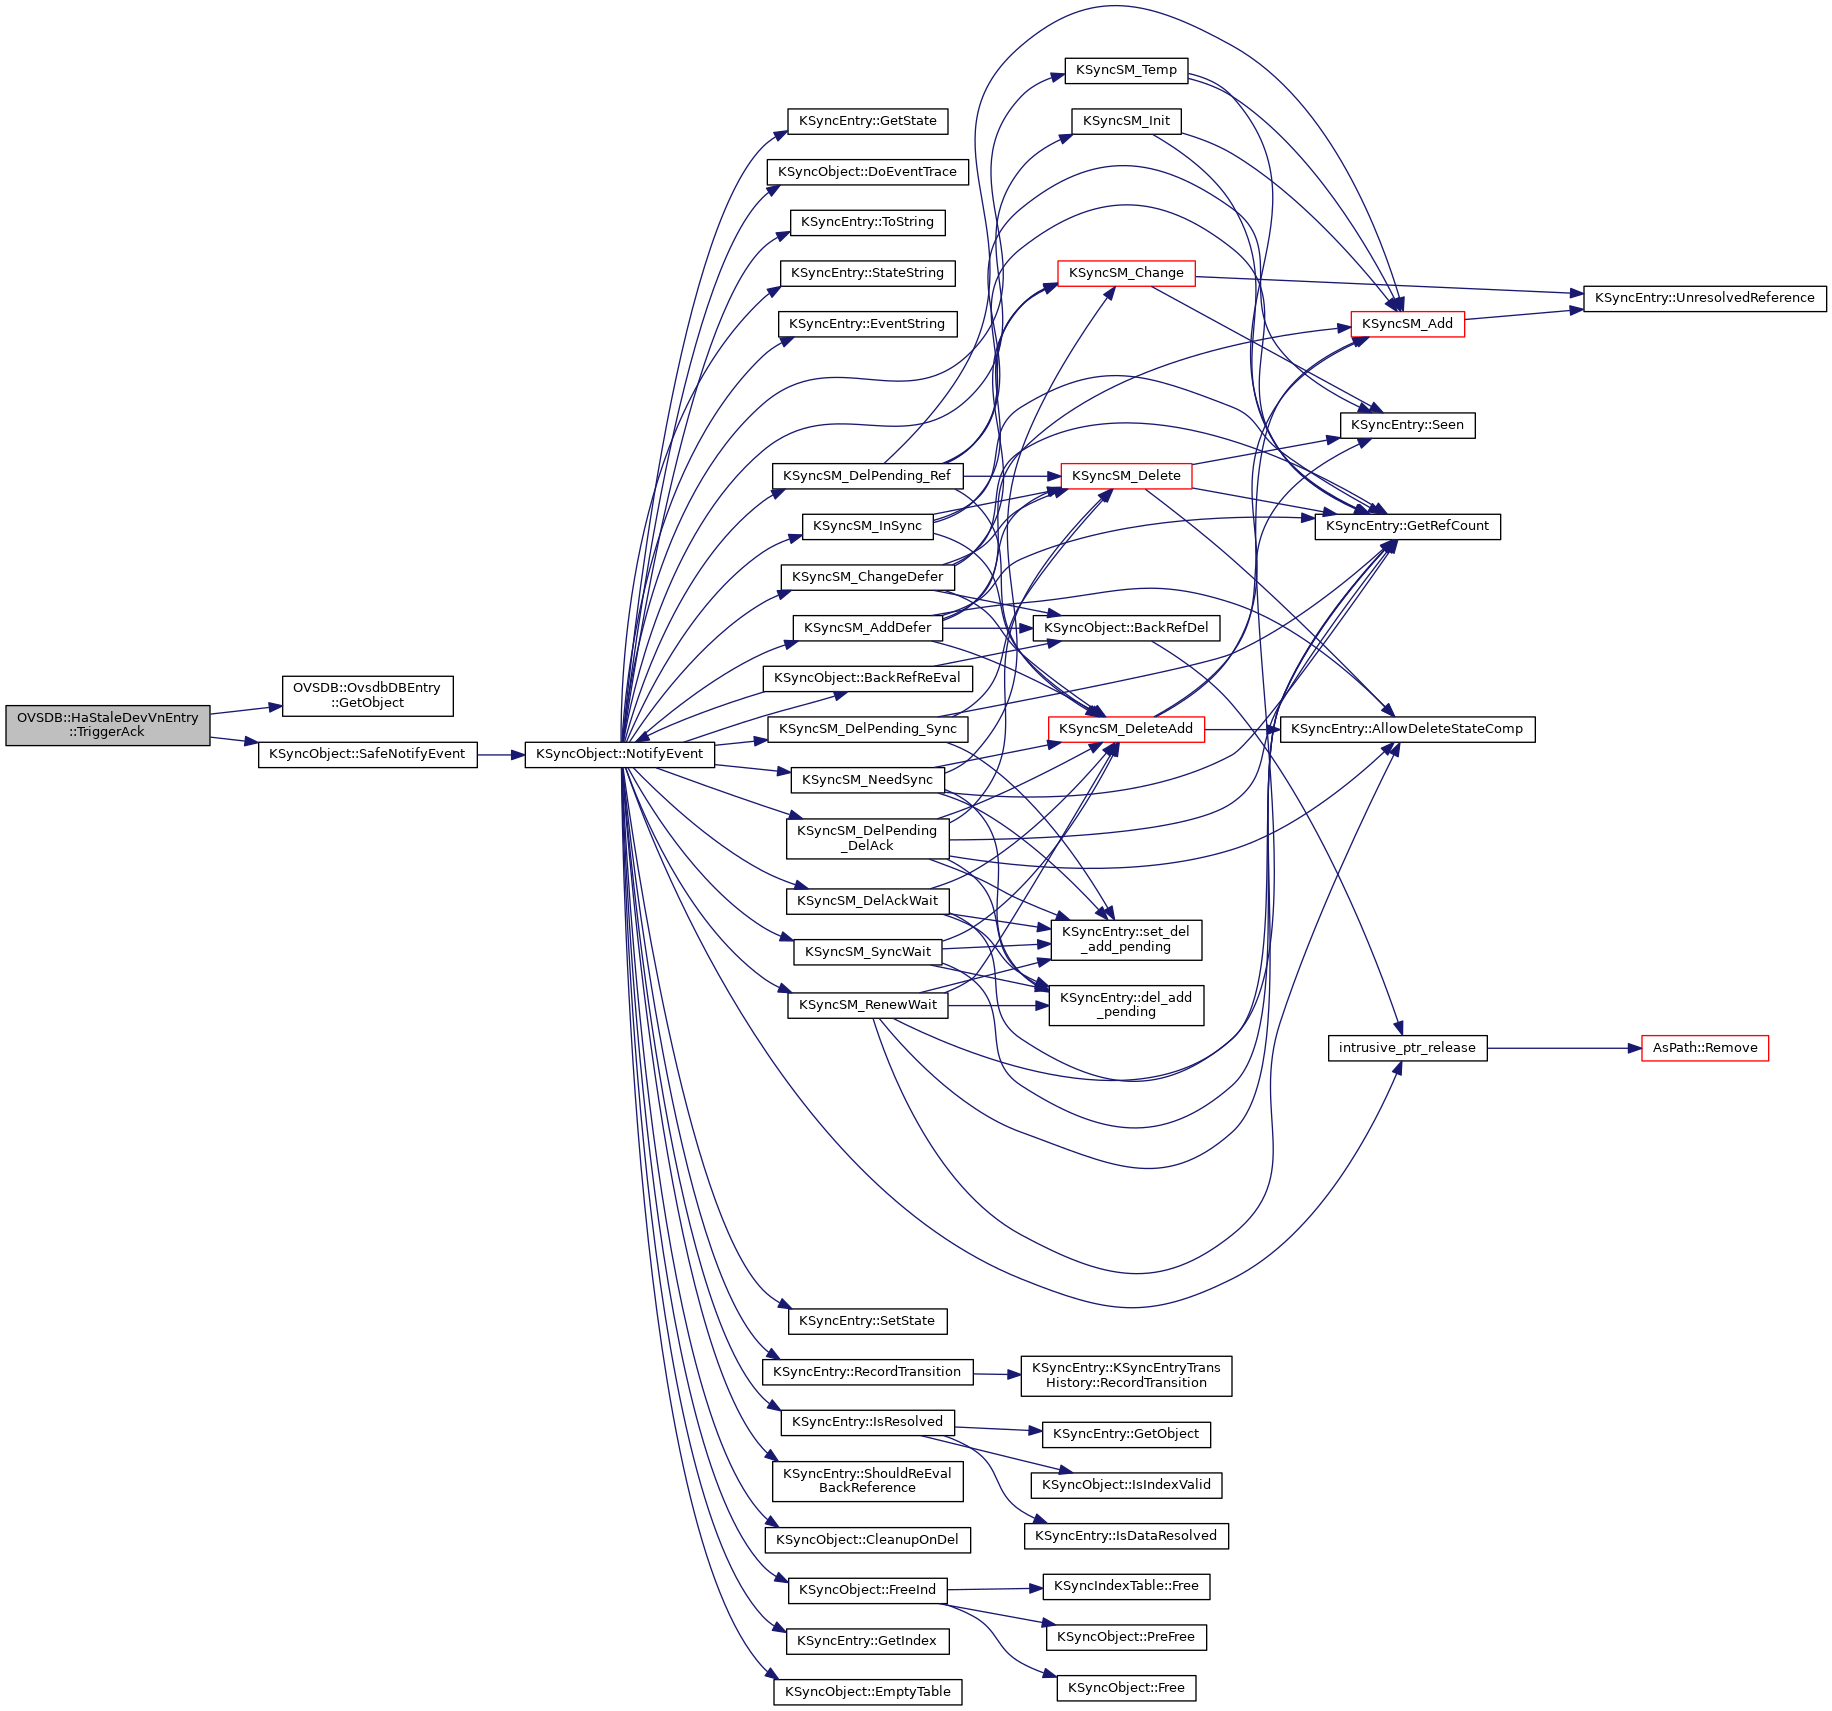 OVSDB::HaStaleDevVnEntry
::TriggerAck
OVSDB::OvsdbDBEntry
::GetObject
KSyncObject::SafeNotifyEvent
KSyncObject::NotifyEvent
KSyncEntry::GetState
KSyncObject::DoEventTrace
KSyncEntry::ToString
KSyncEntry::StateString
KSyncEntry::EventString
KSyncSM_DelPending_Ref
KSyncSM_InSync
KSyncSM_ChangeDefer
KSyncSM_AddDefer
KSyncObject::BackRefReEval
KSyncSM_DelPending_Sync
KSyncSM_NeedSync
KSyncSM_DelPending
_DelAck
KSyncSM_DelAckWait
KSyncSM_SyncWait
KSyncSM_RenewWait
KSyncEntry::SetState
KSyncEntry::RecordTransition
KSyncEntry::IsResolved
KSyncEntry::ShouldReEval
BackReference
KSyncObject::CleanupOnDel
KSyncObject::FreeInd
KSyncEntry::GetIndex
KSyncObject::EmptyTable
KSyncSM_Temp
KSyncSM_Init
KSyncSM_Change
KSyncSM_Delete
KSyncObject::BackRefDel
KSyncSM_DeleteAdd
KSyncEntry::set_del
_add_pending
KSyncEntry::del_add
_pending
KSyncEntry::KSyncEntryTrans
History::RecordTransition
KSyncEntry::GetObject
KSyncObject::IsIndexValid
KSyncEntry::IsDataResolved
KSyncIndexTable::Free
KSyncObject::PreFree
KSyncObject::Free
KSyncSM_Add
KSyncEntry::Seen
KSyncEntry::GetRefCount
KSyncEntry::AllowDeleteStateComp
intrusive_ptr_release
KSyncEntry::UnresolvedReference
AsPath::Remove